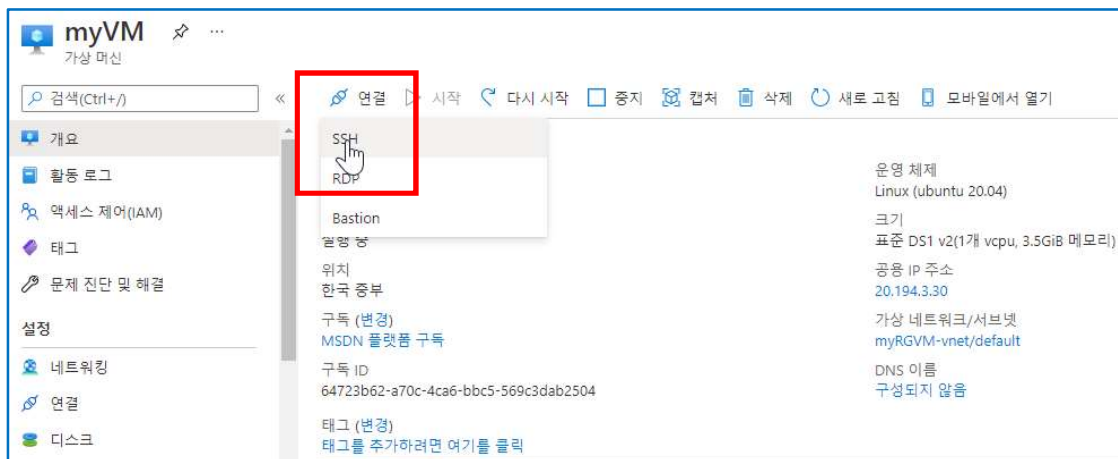 myVM ...
가상 머신
검색(Ctrl+/)
«
연결 시작 다시 시작 중지 캡처 삭제 새로 고침 모바일에서 열기
개요
활동 로그
액세스 제어(IAM)
태그
문제 진단 및 해결
설정
네트워킹
연결
디스크
SSH
RDP
Bastion
실행 중
위치
한국 중부
구독 (변경)
MSDN 플랫폼 구독
구독 ID
64723b62-a70c-4ca6-bbc5-569c3dab2504
태그 (변경)
태그를 추가하려면 여기를 클릭
운영 체제
Linux (ubuntu 20.04)
크기
표준 DS1 v2(1개 vcpu, 3.5GiB 메모리)
공용 IP 주소
20.194.3.30
가상 네트워크/서브넷
myRGVM-vnet/default
DNS 이름
구성되지 않음